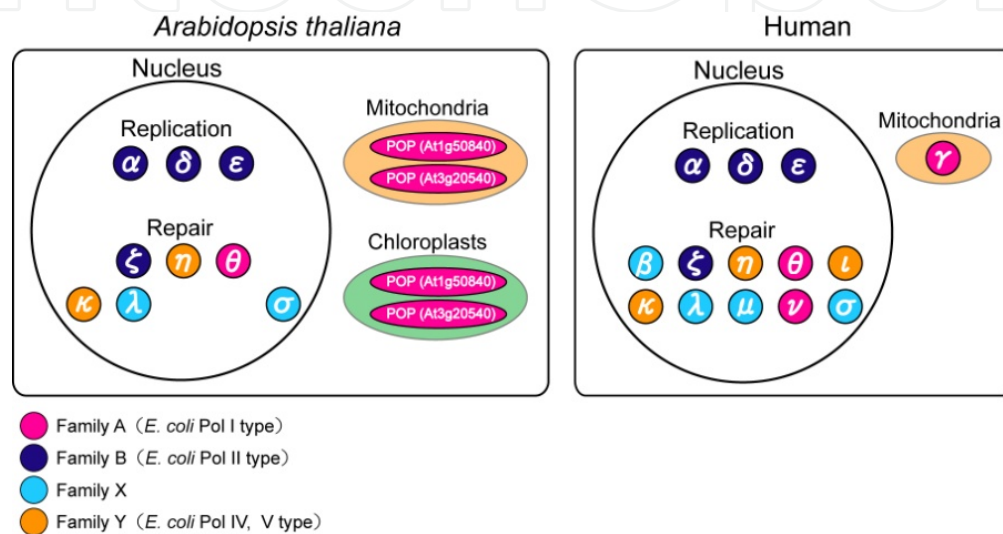 Arabidopsis thaliana
Nucleus
Replication
α δ ε
Repair
ζ η θ
κ λ σ
Mitochondria
POP (At1g50840)
POP (At3g20540)
Chloroplasts
POP (At1g50840)
POP (At3g20540)
Human
Nucleus
Replication
α δ ε
Repair
β ζ η θ ι
κ λ μ ν σ
Mitochondria
γ
Family A (E. coli Pol I type)
Family B (E. coli Pol II type)
Family X
Family Y (E. coli Pol IV, V type)